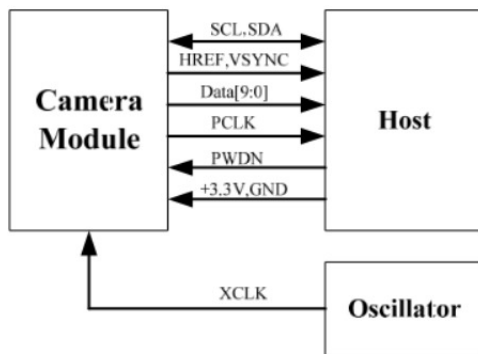 SCL,SDA
HREF,VSYNC
Data[9:0]
PCLK
PWDN
+3.3V,GND
Camera
Module
Host
XCLK
Oscillator